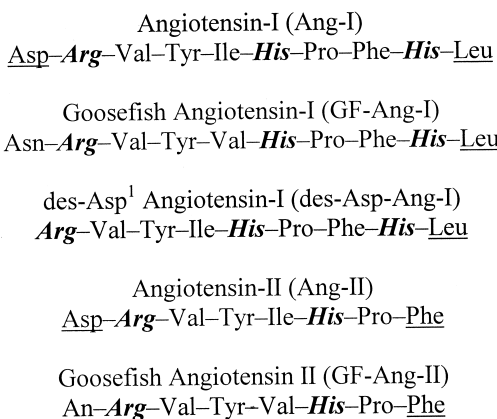 Angiotensin-I (Ang-I)
Asp–Arg–Val–Tyr–Ile–His–Pro–Phe–His–Leu
Goosefish Angiotensin-I (GF-Ang-I)
Asn–Arg–Val–Tyr–Val–His–Pro–Phe–His–Leu
des-Asp¹ Angiotensin-I (des-Asp-Ang-I)
Arg–Val–Tyr–Ile–His–Pro–Phe–His–Leu
Angiotensin-II (Ang-II)
Asp–Arg–Val–Tyr–Ile–His–Pro–Phe
Goosefish Angiotensin II (GF-Ang-II)
An–Arg–Val–Tyr–Val–His–Pro–Phe